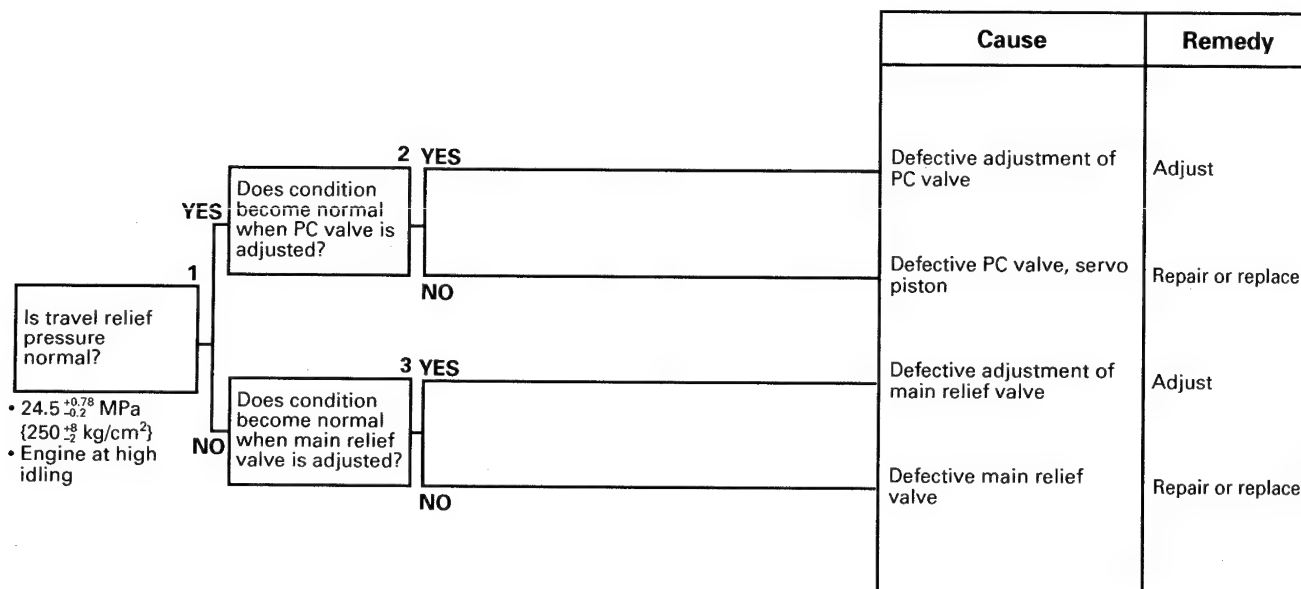 Cause
Remedy
1
Is travel relief
pressure
normal?
• 24.5 +0.78 -0.2 MPa
{250 +8 -2 kg/cm²}
• Engine at high
idling
YES
NO
2
Does condition
become normal
when PC valve is
adjusted?
YES
NO
3
Does condition
become normal
when main relief
valve is adjusted?
YES
NO
Defective adjustment of
PC valve
Adjust
Defective PC valve, servo
piston
Repair or replace
Defective adjustment of
main relief valve
Adjust
Defective main relief
valve
Repair or replace